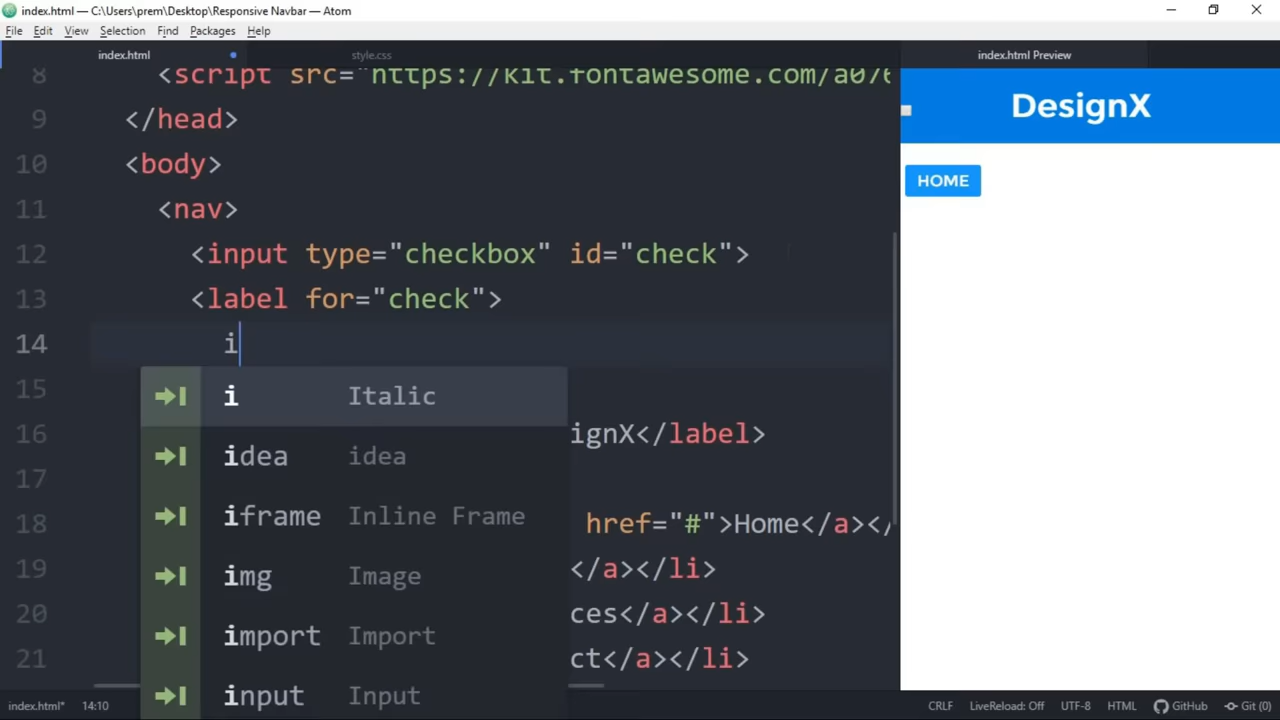 index.html — C:\Users\prem\Desktop\Responsive Navbar — Atom
File Edit View Selection Find Packages Help
index.html style.css index.html Preview
8 <script src="https://kit.fontawesome.com/a076
9 </head>
10 <body>
11 <nav>
12 <input type="checkbox" id="check">
13 <label for="check">
14 i
15
16 ignX</label>
17
18 href="#">Home</a></
19 </a></li>
20 ces</a></li>
21 ct</a></li>
i Italic
idea idea
iframe Inline Frame
img Image
import Import
input Input
DesignX
HOME
index.html* 14:10 CRLF LiveReload: Off UTF-8 HTML GitHub Git (0)